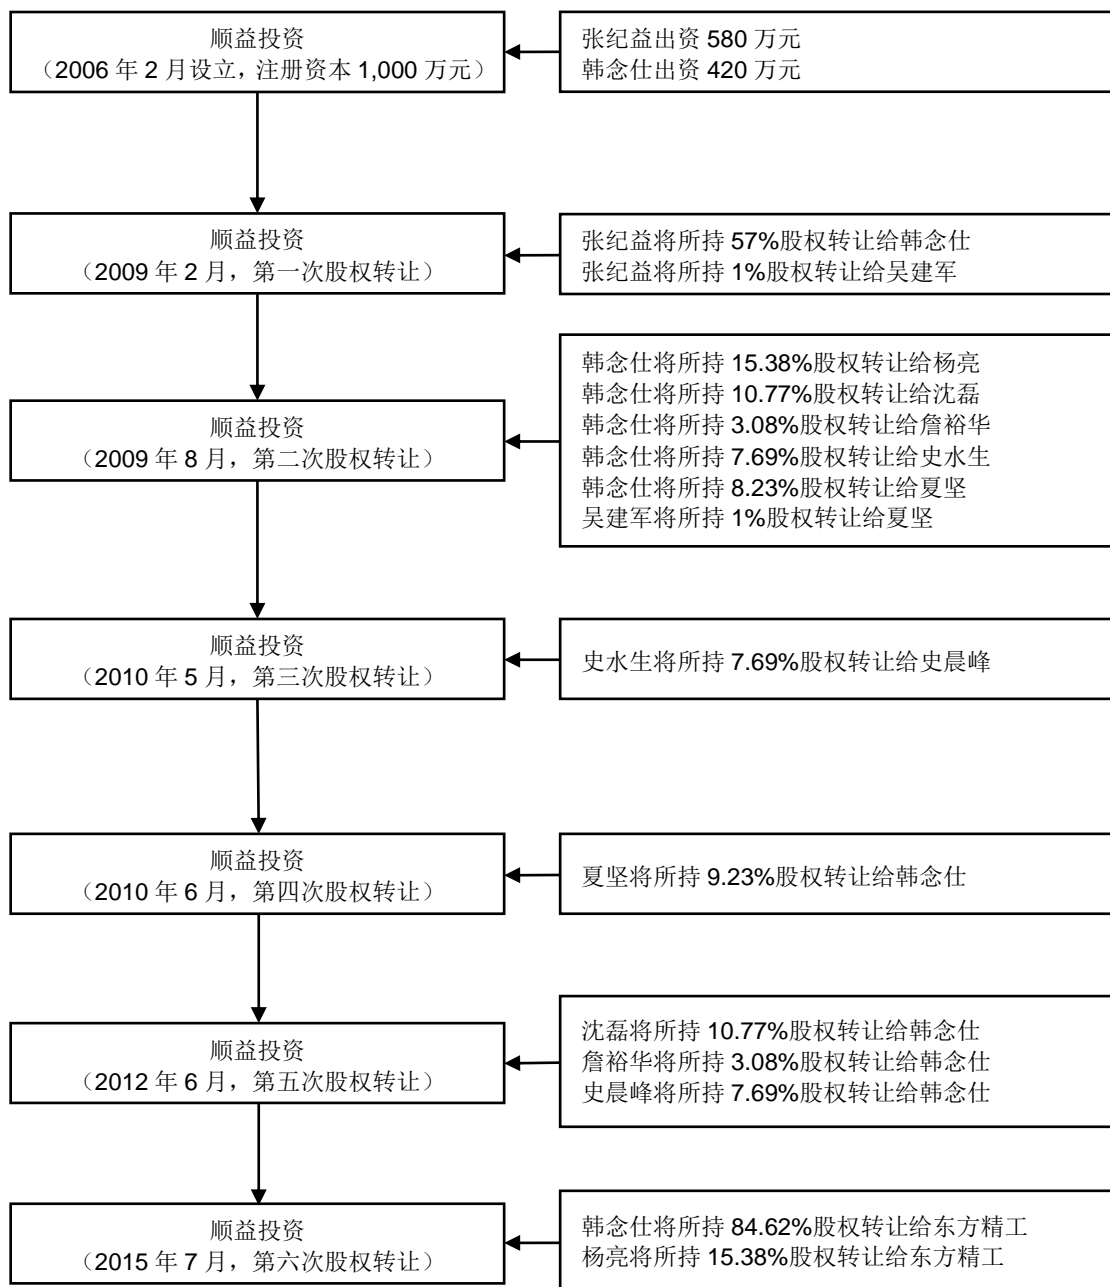 顺益投资
（2006 年 2 月设立，注册资本 1,000 万元）
张纪益出资 580 万元
韩念仕出资 420 万元
顺益投资
（2009 年 2 月，第一次股权转让）
张纪益将所持 57%股权转让给韩念仕
张纪益将所持 1%股权转让给吴建军
顺益投资
（2009 年 8 月，第二次股权转让）
韩念仕将所持 15.38%股权转让给杨亮
韩念仕将所持 10.77%股权转让给沈磊
韩念仕将所持 3.08%股权转让给詹裕华
韩念仕将所持 7.69%股权转让给史水生
韩念仕将所持 8.23%股权转让给夏坚
吴建军将所持 1%股权转让给夏坚
顺益投资
（2010 年 5 月，第三次股权转让）
史水生将所持 7.69%股权转让给史晨峰
顺益投资
（2010 年 6 月，第四次股权转让）
夏坚将所持 9.23%股权转让给韩念仕
顺益投资
（2012 年 6 月，第五次股权转让）
沈磊将所持 10.77%股权转让给韩念仕
詹裕华将所持 3.08%股权转让给韩念仕
史晨峰将所持 7.69%股权转让给韩念仕
顺益投资
（2015 年 7 月，第六次股权转让）
韩念仕将所持 84.62%股权转让给东方精工
杨亮将所持 15.38%股权转让给东方精工